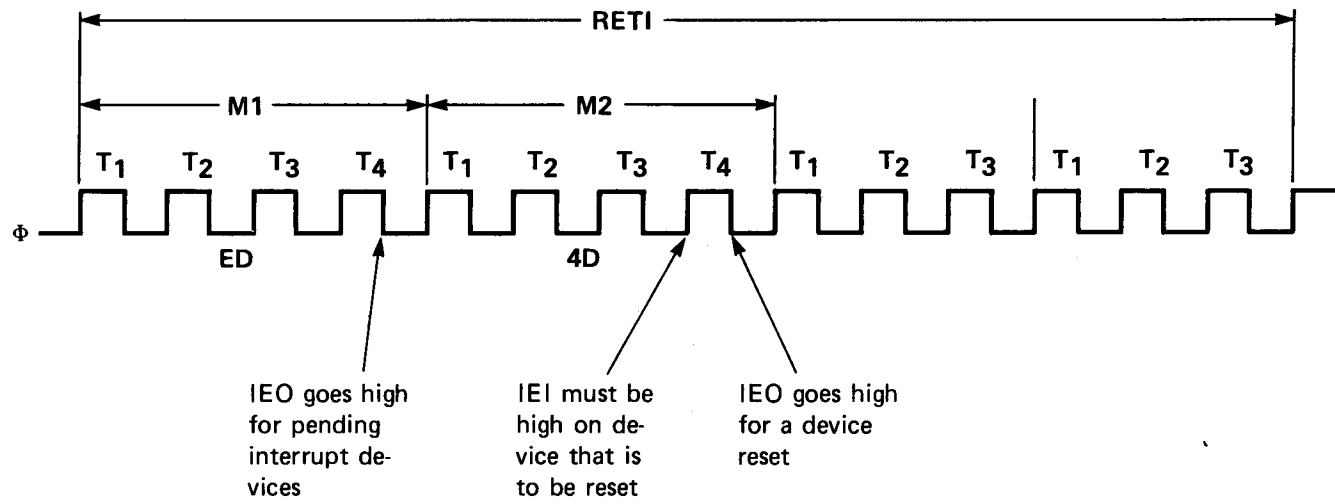 RETI
M1 M2
T1 T2 T3 T4 T1 T2 T3 T4 T1 T2 T3 T1 T2 T3
Φ
ED 4D
IEO goes high
for pending
interrupt de-
vices
IEI must be
high on de-
vice that is
to be reset
IEO goes high
for a device
reset